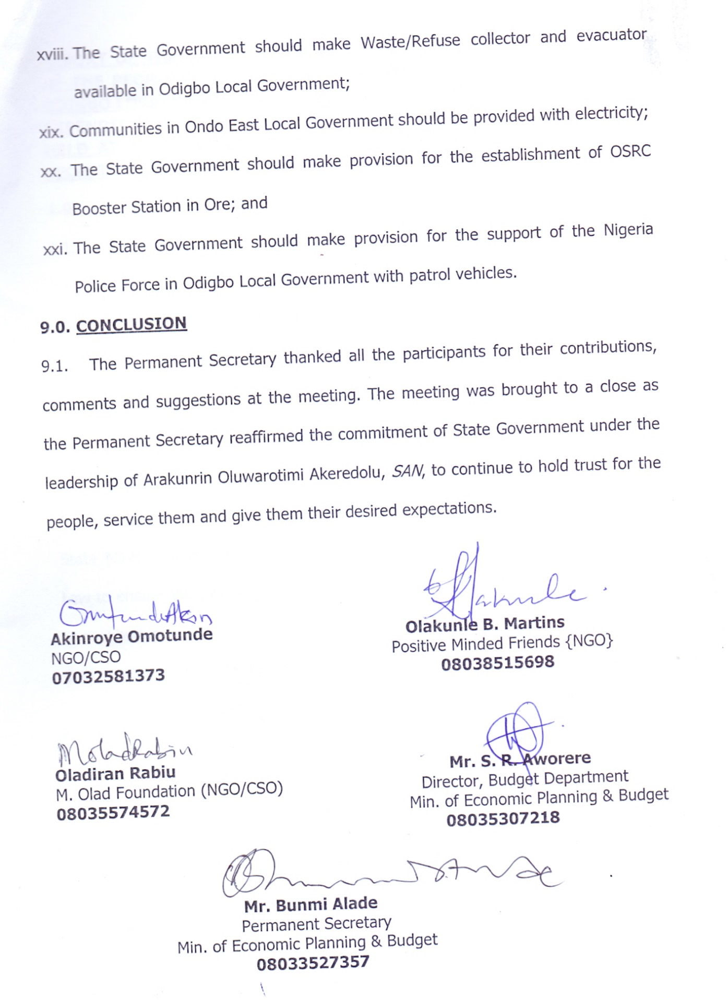 xviii. The State Government should make Waste/Refuse collector and evacuator
available in Odigbo Local Government;
xix. Communities in Ondo East Local Government should be provided with electricity;
xx. The State Government should make provision for the establishment of OSRC
Booster Station in Ore; and
xxi. The State Government should make provision for the support of the Nigeria
Police Force in Odigbo Local Government with patrol vehicles.
9.0. CONCLUSION
9.1. The Permanent Secretary thanked all the participants for their contributions,
comments and suggestions at the meeting. The meeting was brought to a close as
the Permanent Secretary reaffirmed the commitment of State Government under the
leadership of Arakunrin Oluwarotimi Akeredolu, SAN, to continue to hold trust for the
people, service them and give them their desired expectations.
Akinroye Omotunde
NGO/CSO
07032581373
Olakunle B. Martins
Positive Minded Friends {NGO}
08038515698
Oladiran Rabiu
M. Olad Foundation (NGO/CSO)
08035574572
Mr. S. R. Aworere
Director, Budget Department
Min. of Economic Planning & Budget
08035307218
Mr. Bunmi Alade
Permanent Secretary
Min. of Economic Planning & Budget
08033527357